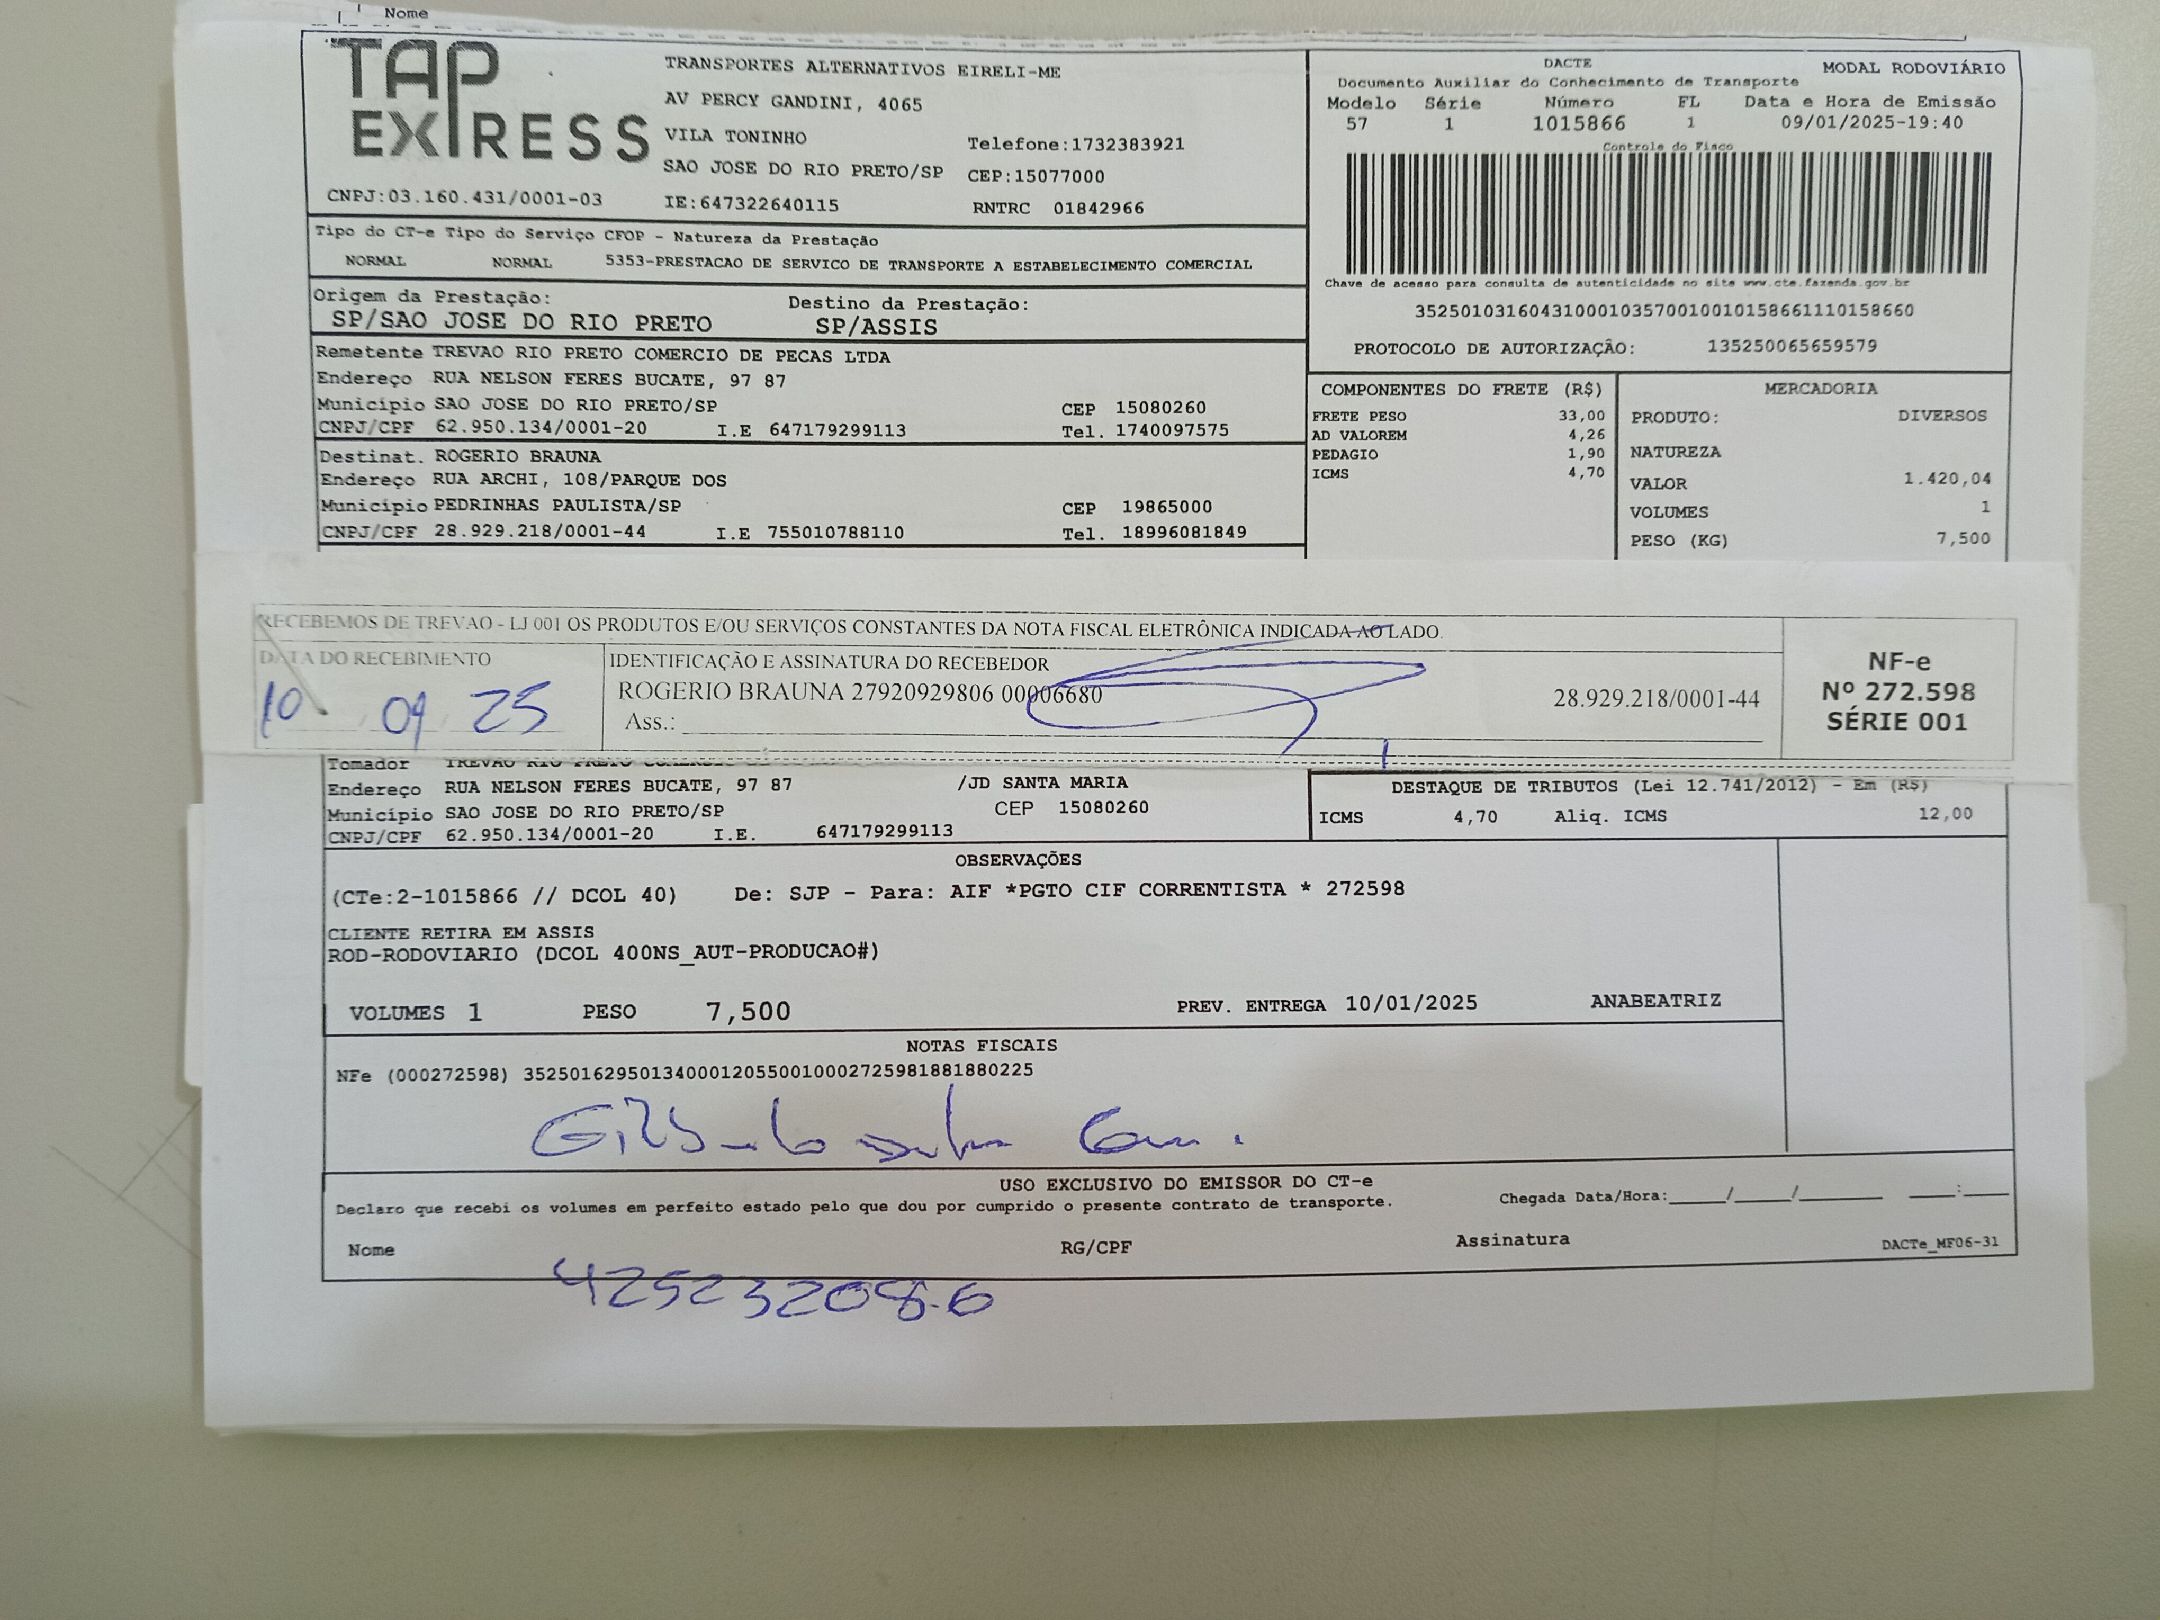 Nome
TAP EXPRESS
TRANSPORTES ALTERNATIVOS EIRELI-ME
AV PERCY GANDINI, 4065
VILA TONINHO
Telefone:1732383921
SAO JOSE DO RIO PRETO/SP CEP:15077000
CNPJ:03.160.431/0001-03 IE:647322640115 RNTRC 01842966
DACTE MODAL RODOVIÁRIO
Documento Auxiliar do Conhecimento de Transporte
Modelo Série Número FL Data e Hora de Emissão
57 1 1015866 1 09/01/2025-19:40
Controle do Fisco
Chave de acesso para consulta de autenticidade no site www.cte.fazenda.gov.br
35250103160431000103570010010158661110158660
PROTOCOLO DE AUTORIZAÇÃO: 135250065659579
Tipo do CT-e Tipo do Serviço CFOP - Natureza da Prestação
NORMAL NORMAL 5353-PRESTACAO DE SERVICO DE TRANSPORTE A ESTABELECIMENTO COMERCIAL
Origem da Prestação: Destino da Prestação:
SP/SAO JOSE DO RIO PRETO SP/ASSIS
Remetente TREVAO RIO PRETO COMERCIO DE PECAS LTDA
Endereço RUA NELSON FERES BUCATE, 97 87
Município SAO JOSE DO RIO PRETO/SP CEP 15080260
CNPJ/CPF 62.950.134/0001-20 I.E 647179299113 Tel. 1740097575
Destinat. ROGERIO BRAUNA
Endereço RUA ARCHI, 108/PARQUE DOS
Município PEDRINHAS PAULISTA/SP CEP 19865000
CNPJ/CPF 28.929.218/0001-44 I.E 755010788110 Tel. 18996081849
COMPONENTES DO FRETE (R$)
FRETE PESO 33,00
AD VALOREM 4,26
PEDAGIO 1,90
ICMS 4,70
MERCADORIA
PRODUTO: DIVERSOS
NATUREZA
VALOR 1.420,04
VOLUMES 1
PESO (KG) 7,500
RECEBEMOS DE TREVAO - LJ 001 OS PRODUTOS E/OU SERVIÇOS CONSTANTES DA NOTA FISCAL ELETRÔNICA INDICADA AO LADO.
DATA DO RECEBIMENTO
10 01 25
IDENTIFICAÇÃO E ASSINATURA DO RECEBEDOR
ROGERIO BRAUNA 27920929806 00006680 28.929.218/0001-44
Ass.:
NF-e
Nº 272.598
SÉRIE 001
Tomador TREVAO RIO PRETO
Endereço RUA NELSON FERES BUCATE, 97 87 /JD SANTA MARIA
Município SAO JOSE DO RIO PRETO/SP CEP 15080260
CNPJ/CPF 62.950.134/0001-20 I.E. 647179299113
DESTAQUE DE TRIBUTOS (Lei 12.741/2012) - Em (R$)
ICMS 4,70 Aliq. ICMS 12,00
OBSERVAÇÕES
(CTe:2-1015866 // DCOL 40) De: SJP - Para: AIF *PGTO CIF CORRENTISTA * 272598
CLIENTE RETIRA EM ASSIS
ROD-RODOVIARIO (DCOL 400NS_AUT-PRODUCAO#)
VOLUMES 1 PESO 7,500 PREV. ENTREGA 10/01/2025 ANABEATRIZ
NOTAS FISCAIS
NFe (000272598) 35250162950134000120550010002725981881880225
USO EXCLUSIVO DO EMISSOR DO CT-e
Declaro que recebi os volumes em perfeito estado pelo que dou por cumprido o presente contrato de transporte.
Chegada Data/Hora:____/____/______ ___:___
Nome RG/CPF Assinatura DACTe_MF06-31
42523208-6